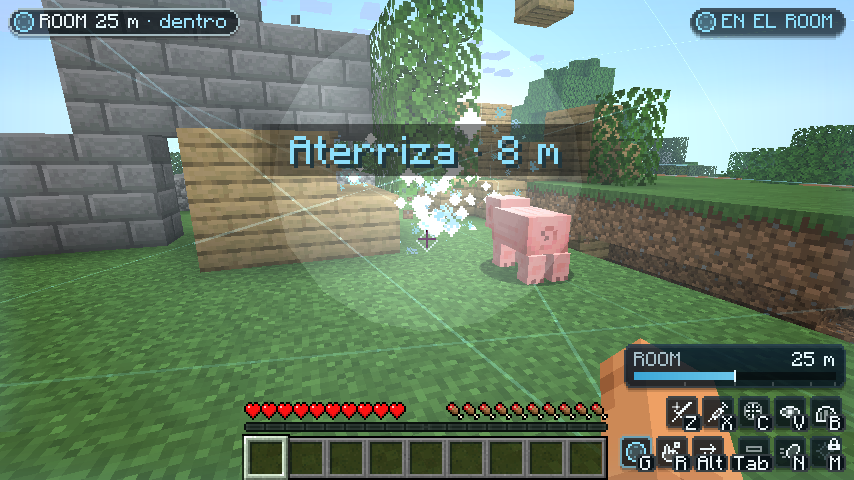 ROOM 25 m · dentro
EN EL ROOM
Aterriza · 8 m
ROOM 25 m
Z X C V B
G R Alt Tab N M